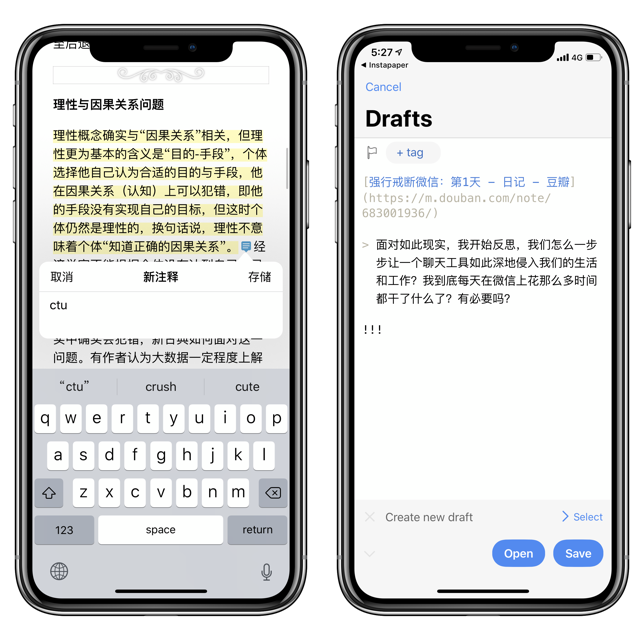 理性与因果关系问题
理性概念确实与“因果关系”相关，但理
性更为基本的含义是“目的-手段”，个体
选择他自己认为合适的目的与手段，他
在因果关系（认知）上可以犯错，即他
的手段没有实现自己的目标，但这时个
体仍然是理性的，换句话说，理性不意
味着个体“知道正确的因果关系”。 经
取消 新注释 存储
ctu
实中确实会犯错，新古典如何面对这一
问题。有作者认为大数据一定程度上解
“ctu” crush cute
q w e r t y u i o p
a s d f g h j k l
z x c v b n m
123 space return
5:27 4G
◀ Instapaper
Cancel
Drafts
+ tag
[强行戒断微信：第1天 – 日记 – 豆瓣]
(https://m.douban.com/note/
683001936/)
> 面对如此现实，我开始反思，我们怎么一步
步让一个聊天工具如此深地侵入我们的生活
和工作？我到底每天在微信上花那么多时间
都干了什么了？有必要吗？
!!!
Create new draft Select
Open Save